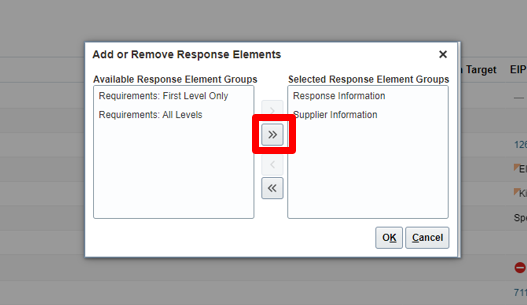 Add or Remove Response Elements
Available Response Element Groups
Requirements: First Level Only
Requirements: All Levels
Selected Response Element Groups
Response Information
Supplier Information
OK
Cancel
Target
EIP
126
El
Ki
Spe
711